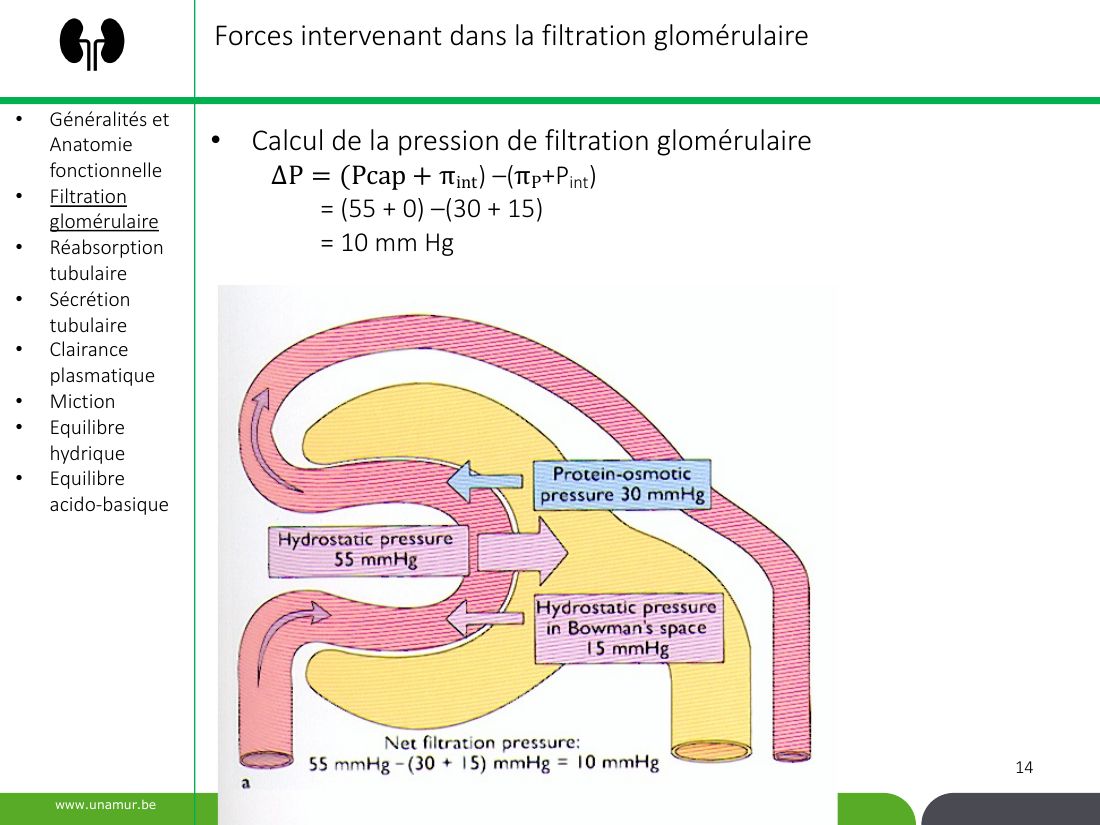 Forces intervenant dans la filtration glomérulaire
• Généralités et
Anatomie
fonctionnelle
• Filtration
glomérulaire
• Réabsorption
tubulaire
• Sécrétion
tubulaire
• Clairance
plasmatique
• Miction
• Equilibre
hydrique
• Equilibre
acido-basique
• Calcul de la pression de filtration glomérulaire
ΔP = (Pcap + π_int) –(π_P+P_int)
= (55 + 0) –(30 + 15)
= 10 mm Hg
Protein-osmotic
pressure 30 mmHg
Hydrostatic pressure
55 mmHg
Hydrostatic pressure
in Bowman's space
15 mmHg
Net filtration pressure:
55 mmHg – (30 + 15) mmHg = 10 mmHg
a
14
www.unamur.be